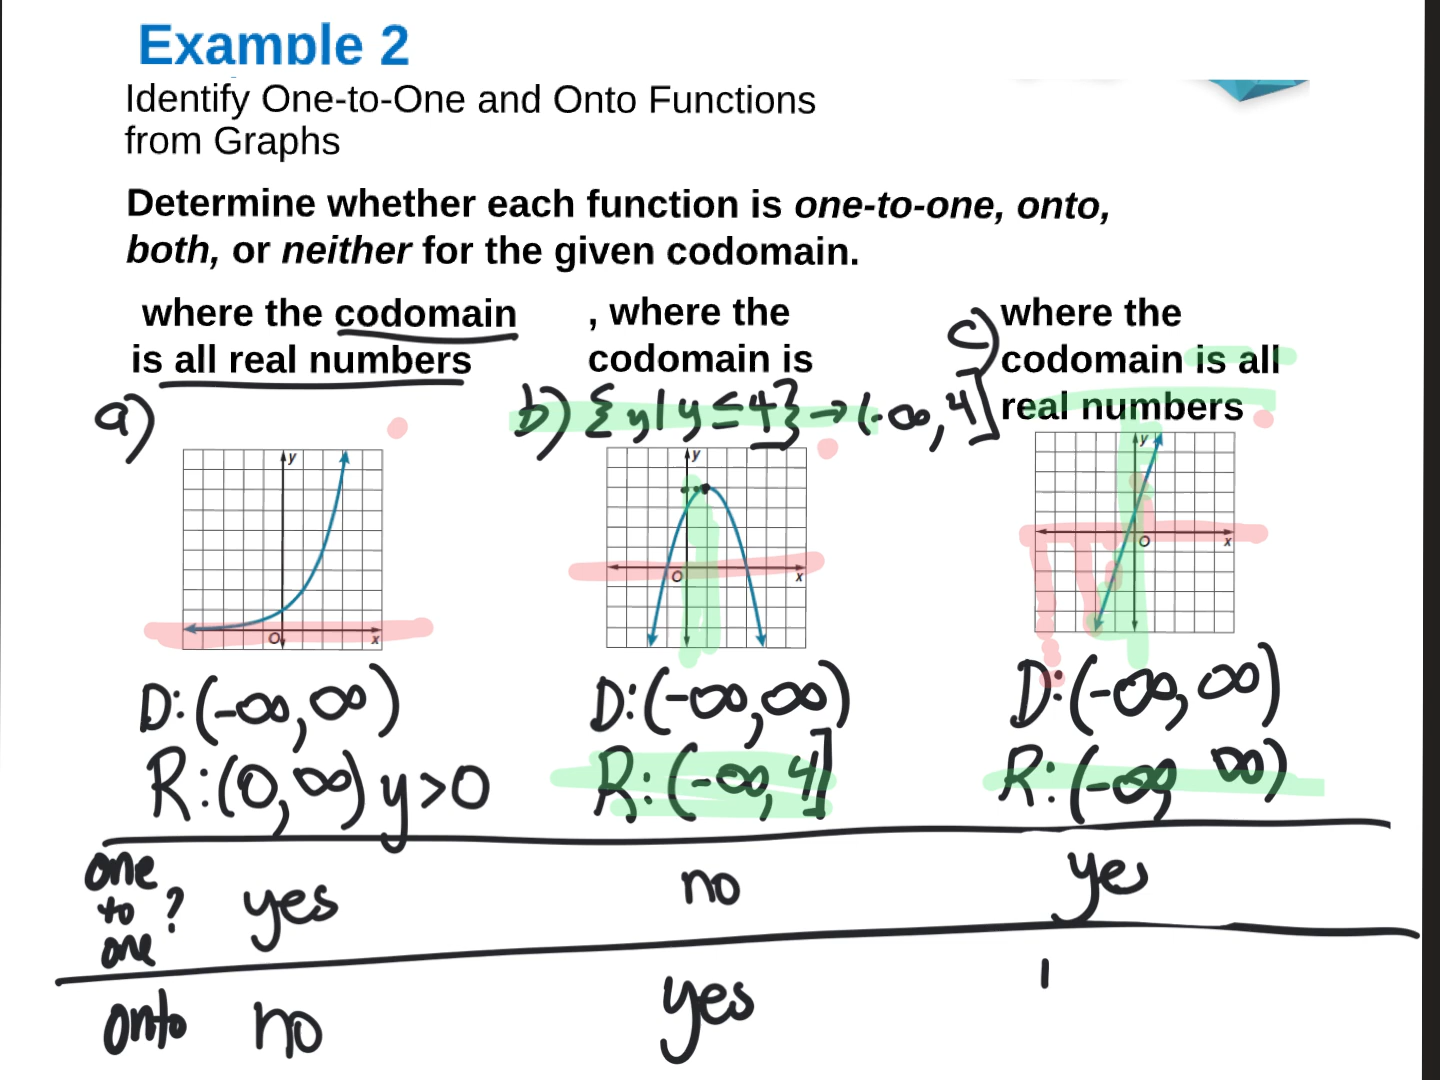 Example 2
Identify One-to-One and Onto Functions
from Graphs
Determine whether each function is one-to-one, onto,
both, or neither for the given codomain.
where the codomain
is all real numbers
a)
y
O
x
D:(-∞,∞)
R:(0,∞) y>0
, where the
codomain is
b) {y|y≤4}→(-∞,4]
y
O
x
D:(-∞,∞)
R:(-∞,4]
c) where the
codomain is all
real numbers
y
O
x
D:(-∞,∞)
R:(-∞,∞)
one
to ?
one
yes no ye
onto no yes